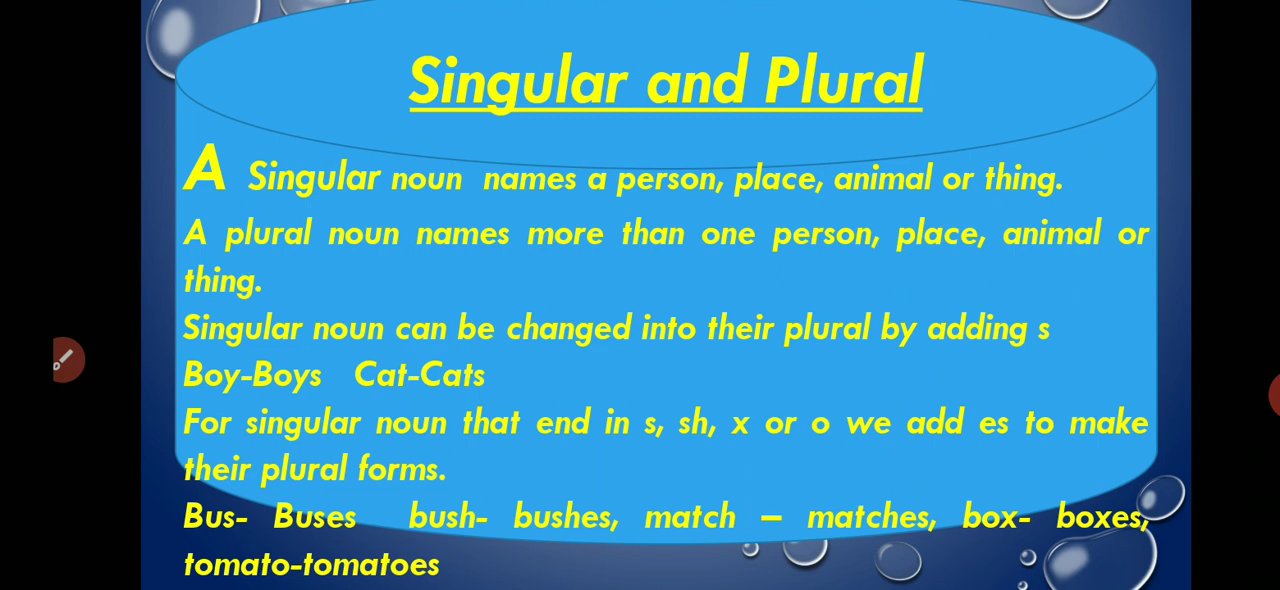 Singular and Plural
A Singular noun names a person, place, animal or thing.
A plural noun names more than one person, place, animal or
thing.
Singular noun can be changed into their plural by adding s
Boy-Boys Cat-Cats
For singular noun that end in s, sh, x or o we add es to make
their plural forms.
Bus- Buses bush- bushes, match – matches, box- boxes,
tomato-tomatoes